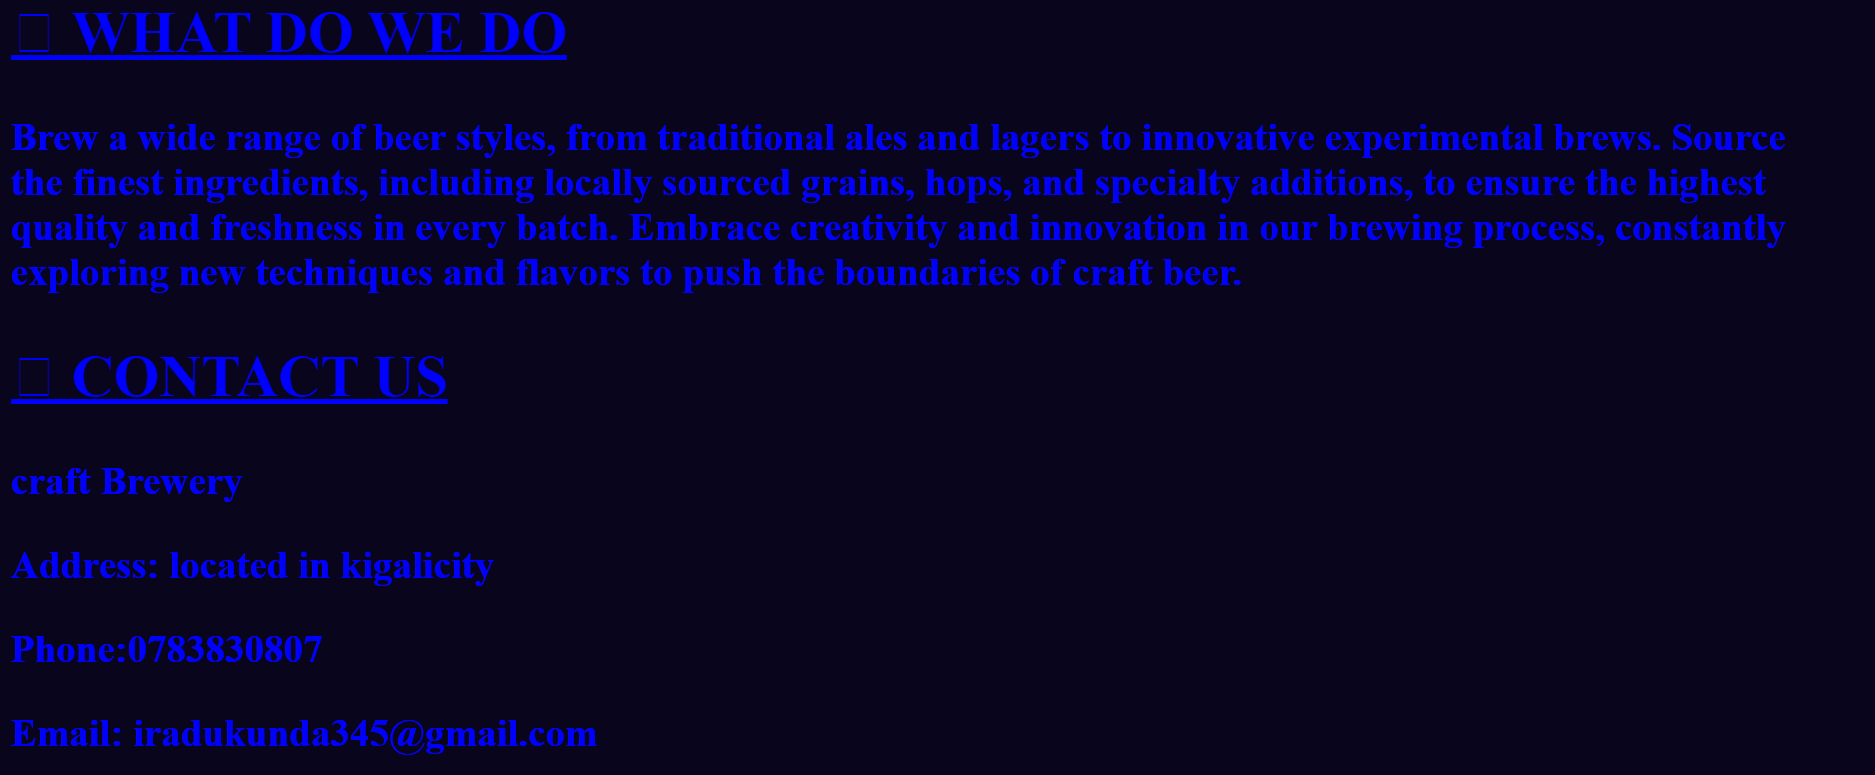 WHAT DO WE DO
Brew a wide range of beer styles, from traditional ales and lagers to innovative experimental brews. Source
the finest ingredients, including locally sourced grains, hops, and specialty additions, to ensure the highest
quality and freshness in every batch. Embrace creativity and innovation in our brewing process, constantly
exploring new techniques and flavors to push the boundaries of craft beer.
CONTACT US
craft Brewery
Address: located in kigalicity
Phone:0783830807
Email: iradukunda345@gmail.com